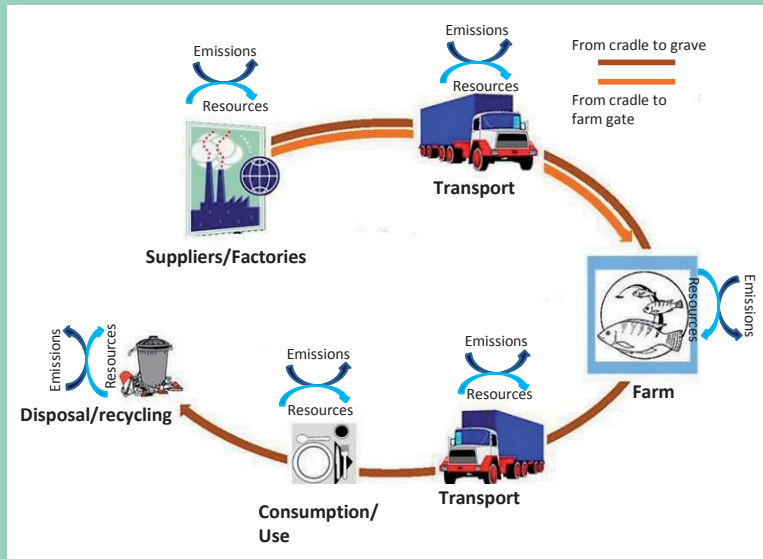 Emissions
Resources
Suppliers/Factories
Emissions
Resources
Transport
From cradle to grave
From cradle to
farm gate
Resources
Emissions
Farm
Emissions
Resources
Transport
Emissions
Resources
Consumption/
Use
Emissions
Resources
Disposal/recycling